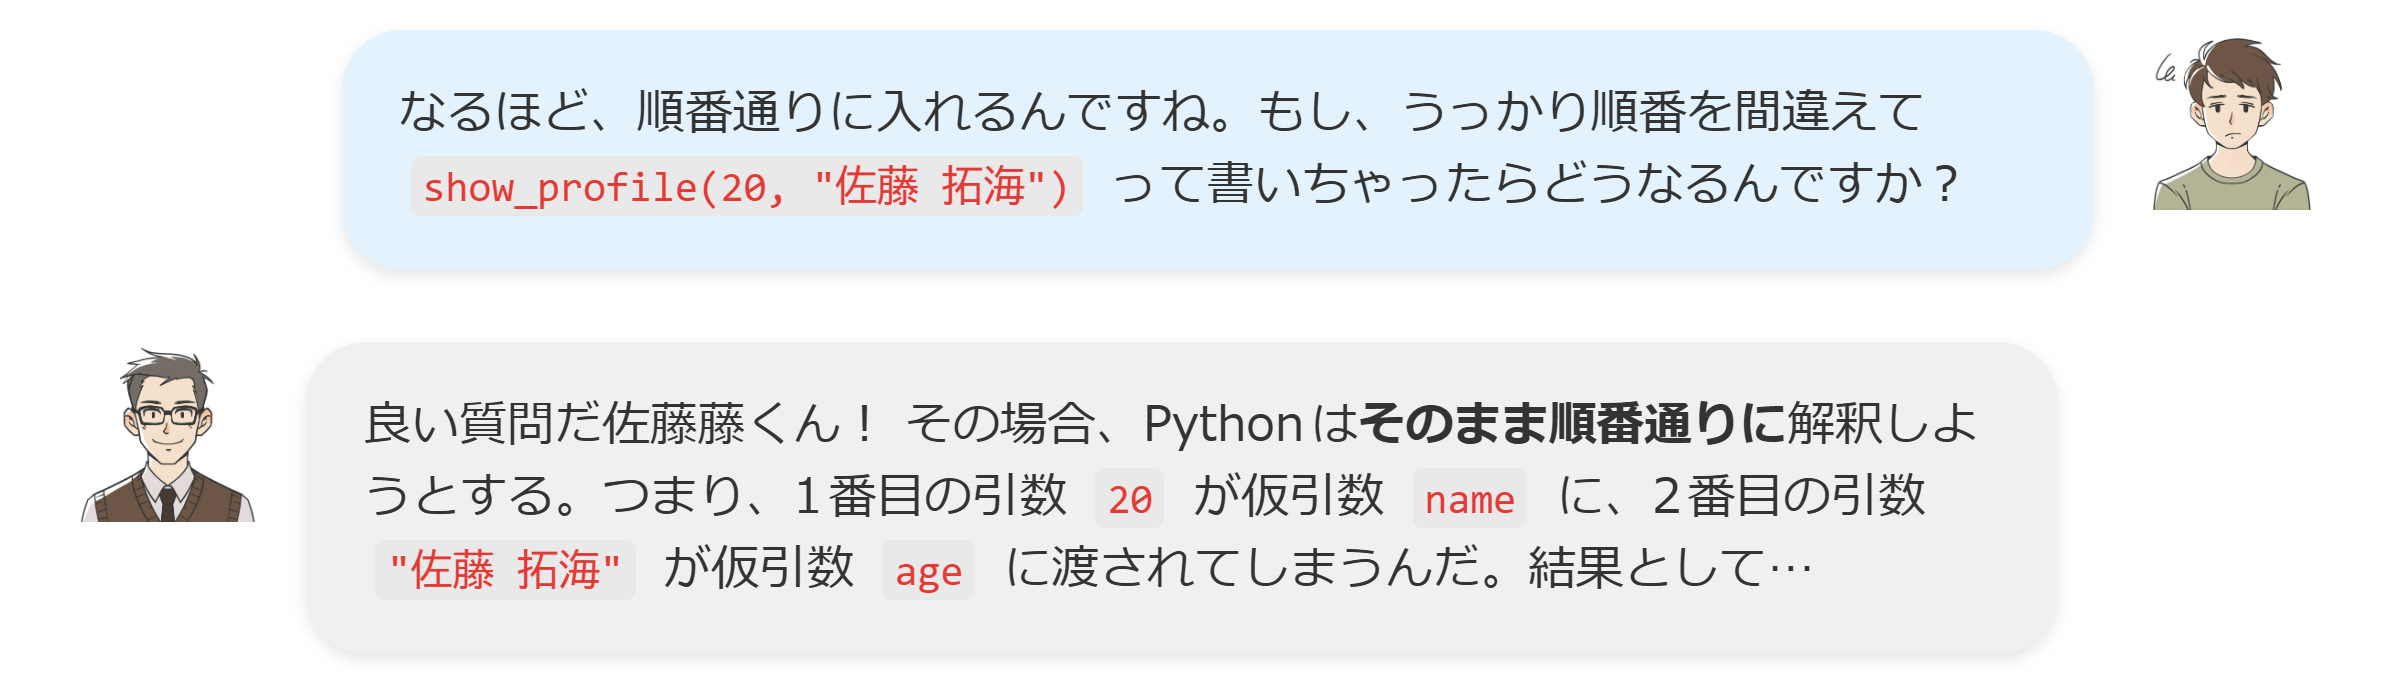 なるほど、順番通りに入れるんですね。もし、うっかり順番を間違えて
show_profile(20, "佐藤 拓海") って書いちゃったらどうなるんですか？
良い質問だ佐藤藤くん！ その場合、Pythonはそのまま順番通りに解釈しよ
うとする。つまり、1番目の引数 20 が仮引数 name に、2番目の引数
"佐藤 拓海" が仮引数 age に渡されてしまうんだ。結果として…